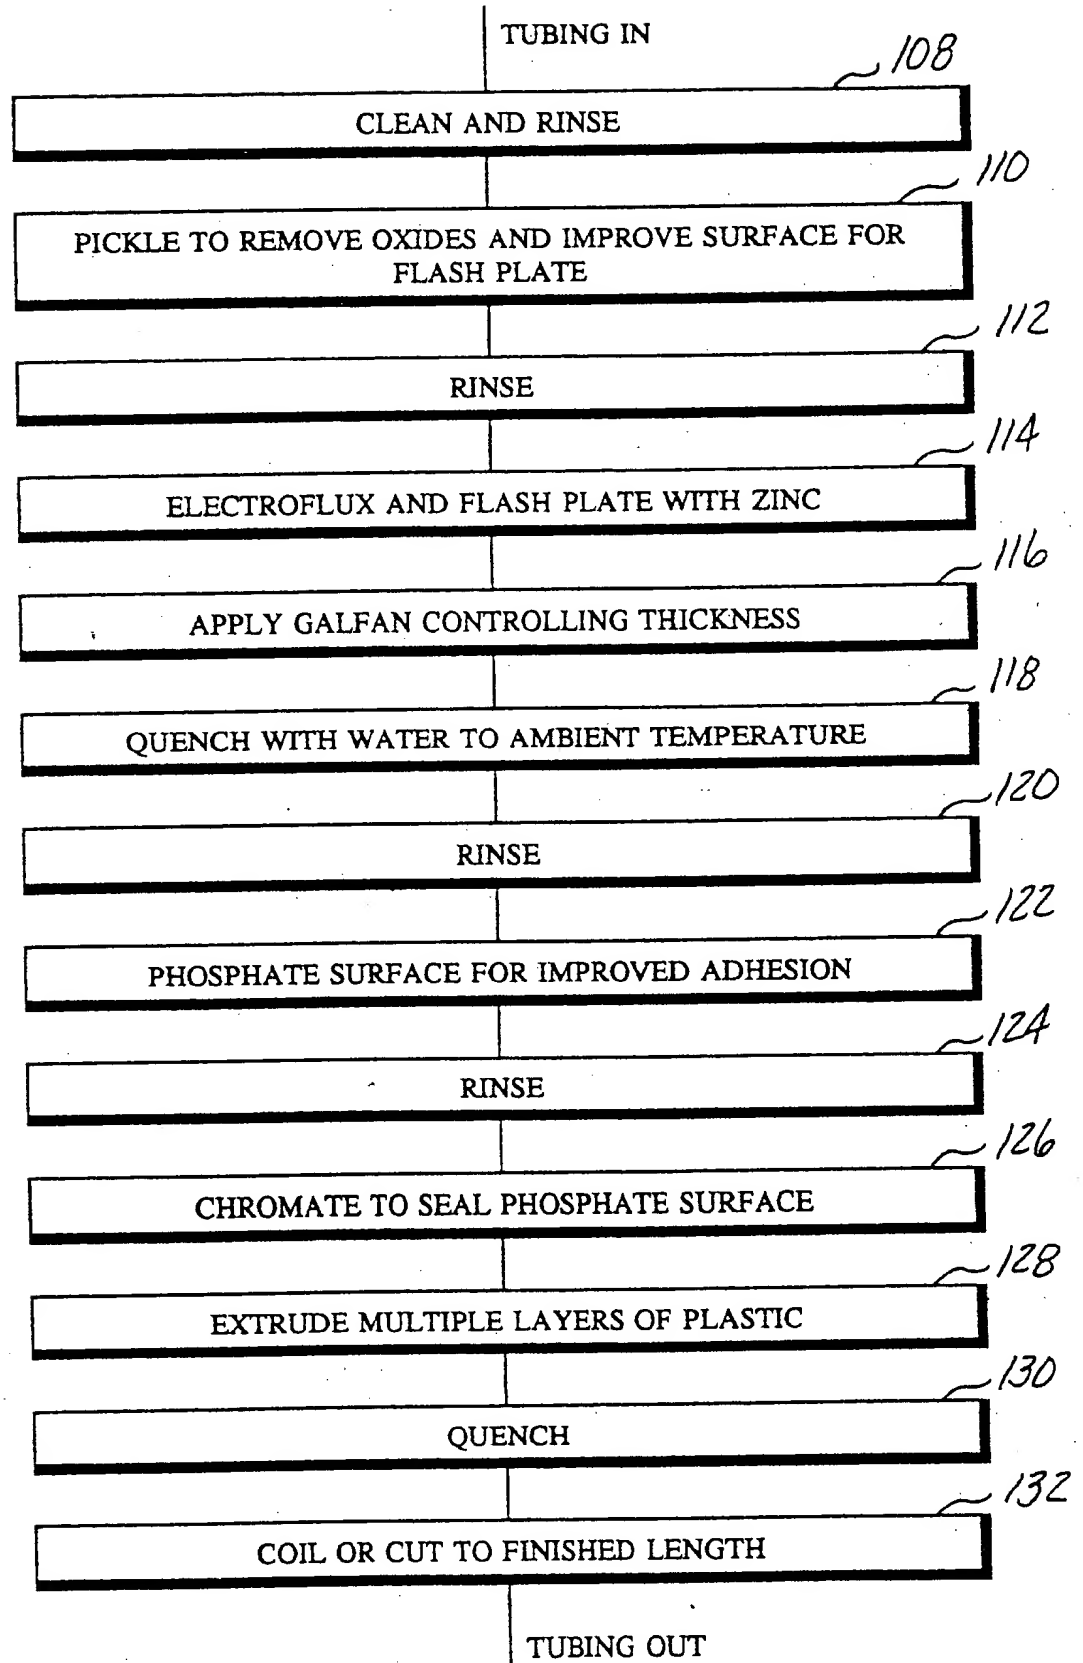 TUBING IN
108
CLEAN AND RINSE
110
PICKLE TO REMOVE OXIDES AND IMPROVE SURFACE FOR
FLASH PLATE
112
RINSE
114
ELECTROFLUX AND FLASH PLATE WITH ZINC
116
APPLY GALFAN CONTROLLING THICKNESS
118
QUENCH WITH WATER TO AMBIENT TEMPERATURE
120
RINSE
122
PHOSPHATE SURFACE FOR IMPROVED ADHESION
124
RINSE
126
CHROMATE TO SEAL PHOSPHATE SURFACE
128
EXTRUDE MULTIPLE LAYERS OF PLASTIC
130
QUENCH
132
COIL OR CUT TO FINISHED LENGTH
TUBING OUT